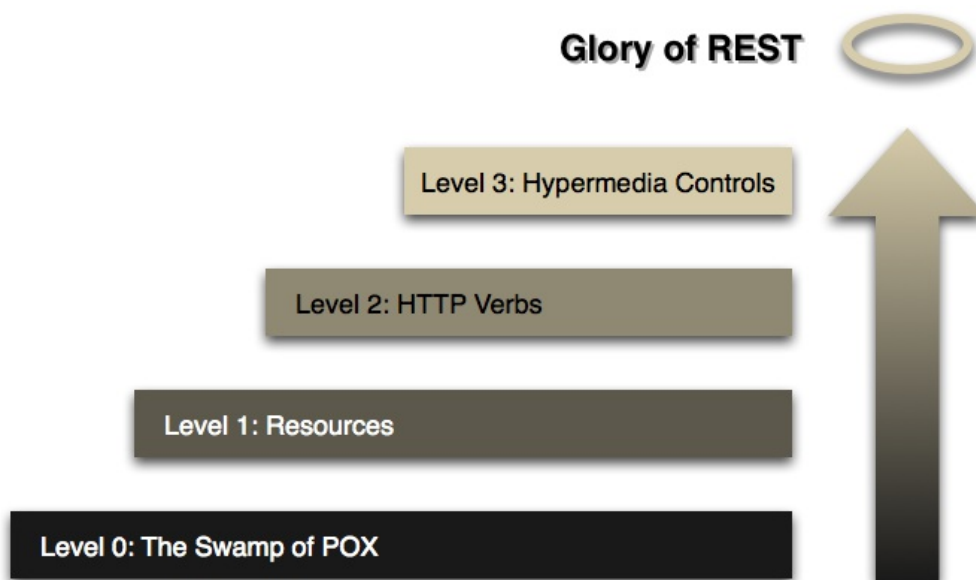 Glory of REST
Level 3: Hypermedia Controls
Level 2: HTTP Verbs
Level 1: Resources
Level 0: The Swamp of POX